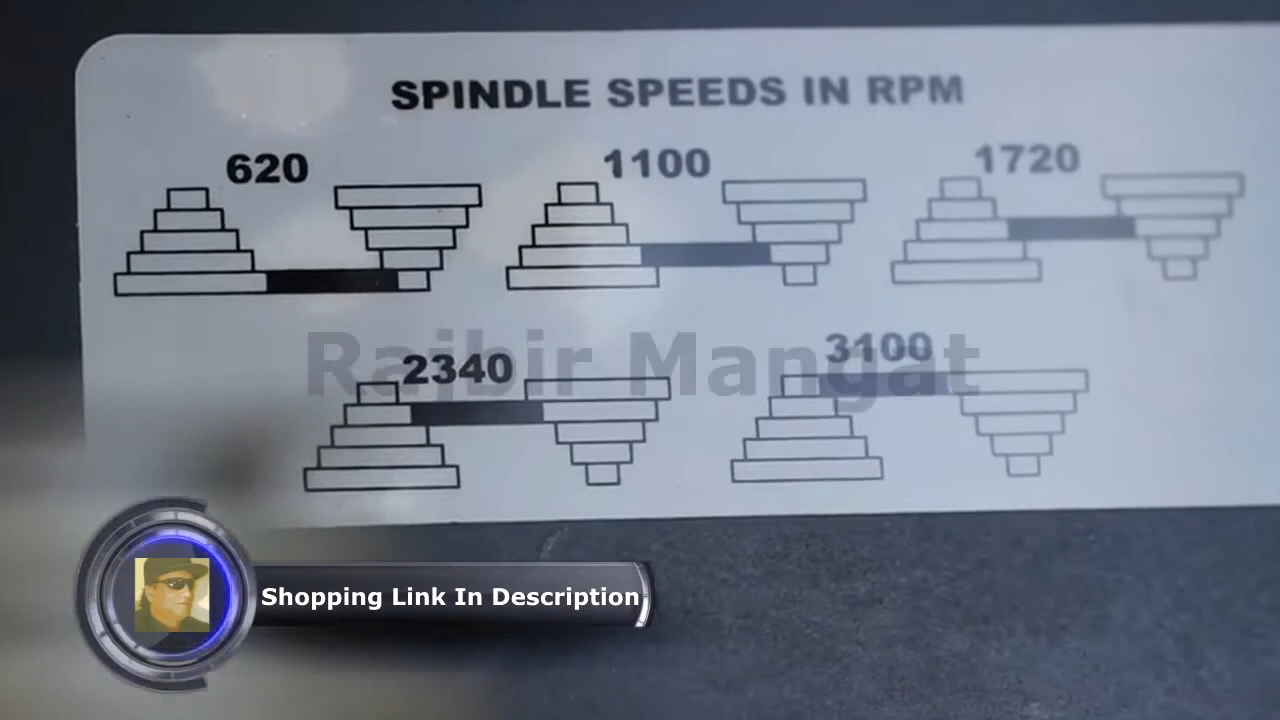 SPINDLE SPEEDS IN RPM
620
1100
1720
2340
3100
Rajbir Mangat
Shopping Link In Description